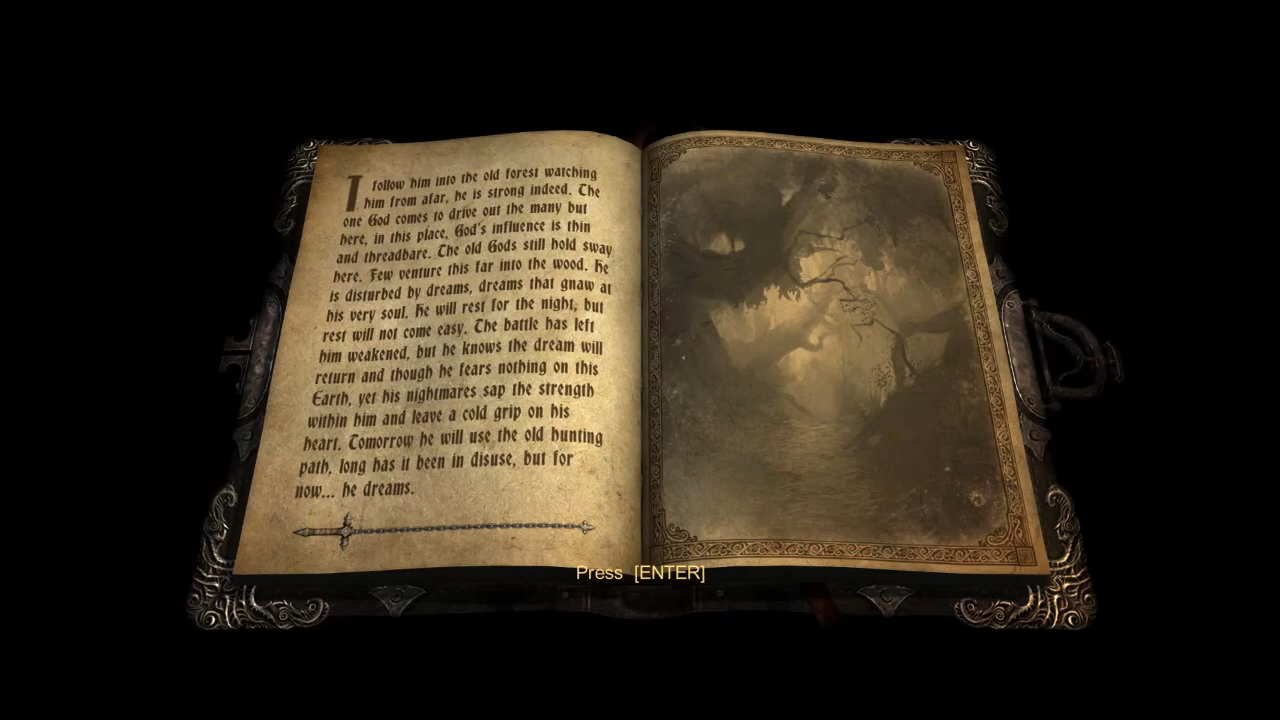 I follow him into the old forest watching
him from afar, he is strong indeed. The
one God comes to drive out the many but
here, in this place, God's influence is thin
and threadbare. The old Gods still hold sway
here. Few venture this far into the wood. He
is disturbed by dreams, dreams that gnaw at
his very soul. He will rest for the night, but
rest will not come easy. The battle has left
him weakened, but he knows the dream will
return and though he fears nothing on this
Earth, yet his nightmares sap the strength
within him and leave a cold grip on his
heart. Tomorrow he will use the old hunting
path, long has it been in disuse, but for
now... he dreams.
Press [ENTER]